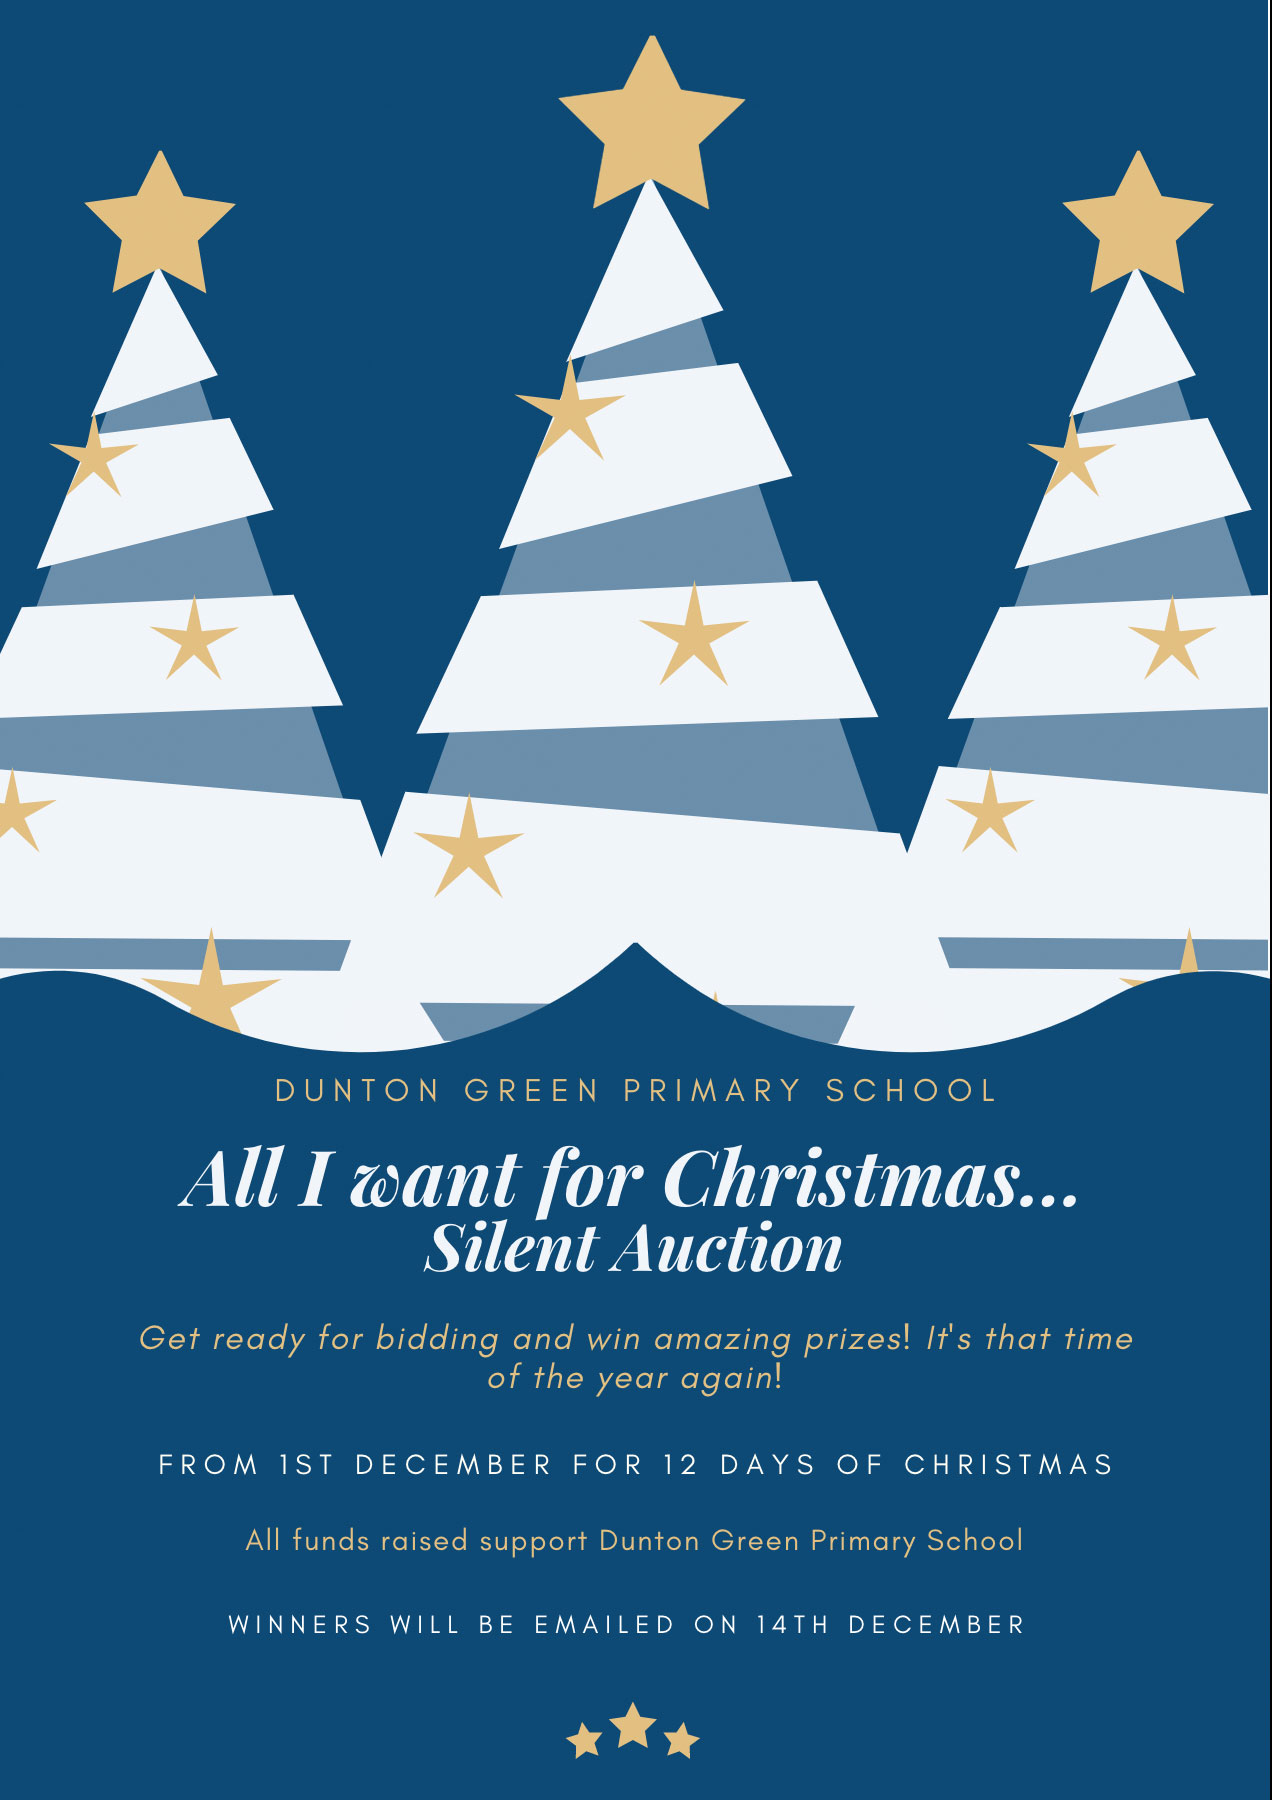 DUNTON GREEN PRIMARY SCHOOL
All I want for Christmas...
Silent Auction
Get ready for bidding and win amazing prizes! It's that time
of the year again!
FROM 1ST DECEMBER FOR 12 DAYS OF CHRISTMAS
All funds raised support Dunton Green Primary School
WINNERS WILL BE EMAILED ON 14TH DECEMBER